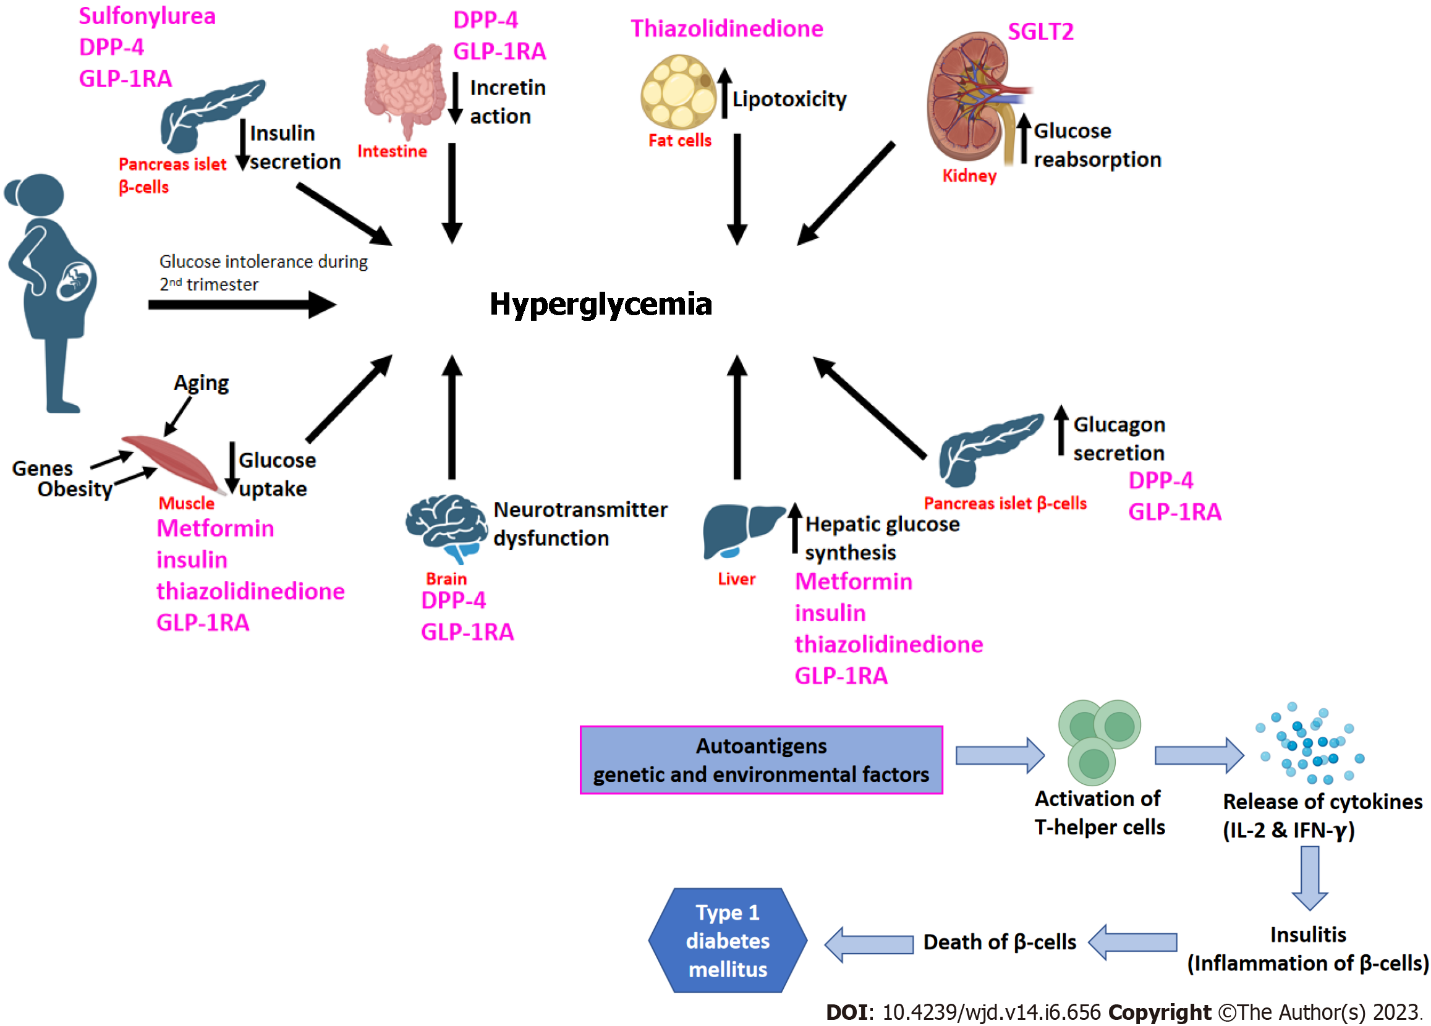 Sulfonylurea
DPP-4
GLP-1RA
Insulin
secretion
Pancreas islet
β-cells
DPP-4
GLP-1RA
Incretin
action
Intestine
Thiazolidinedione
Lipotoxicity
Fat cells
SGLT2
Glucose
reabsorption
Kidney
Glucose intolerance during
2nd trimester
Hyperglycemia
Aging
Genes
Obesity
Glucose
uptake
Muscle
Metformin
insulin
thiazolidinedione
GLP-1RA
Neurotransmitter
dysfunction
Brain
DPP-4
GLP-1RA
Hepatic glucose
synthesis
Liver
Metformin
insulin
thiazolidinedione
GLP-1RA
Glucagon
secretion
Pancreas islet β-cells
DPP-4
GLP-1RA
Autoantigens
genetic and environmental factors
Activation of
T-helper cells
Release of cytokines
(IL-2 & IFN-γ)
Insulitis
(Inflammation of β-cells)
Death of β-cells
Type 1
diabetes
mellitus
DOI: 10.4239/wjd.v14.i6.656 Copyright ©The Author(s) 2023.